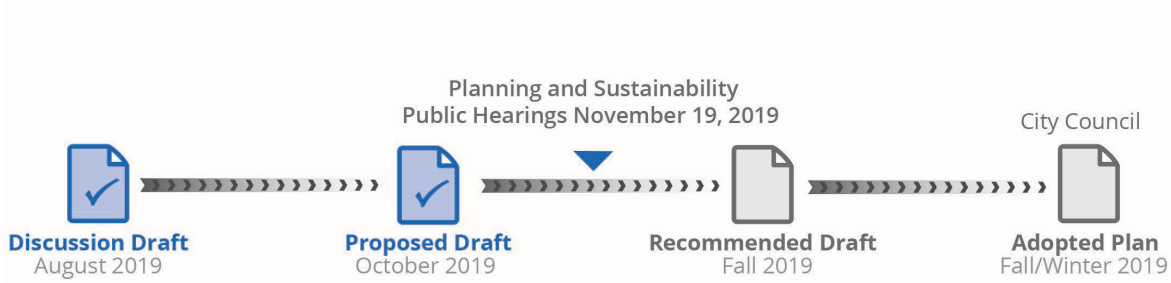 Planning and Sustainability
Public Hearings November 19, 2019
City Council
Discussion Draft
August 2019
Proposed Draft
October 2019
Recommended Draft
Fall 2019
Adopted Plan
Fall/Winter 2019